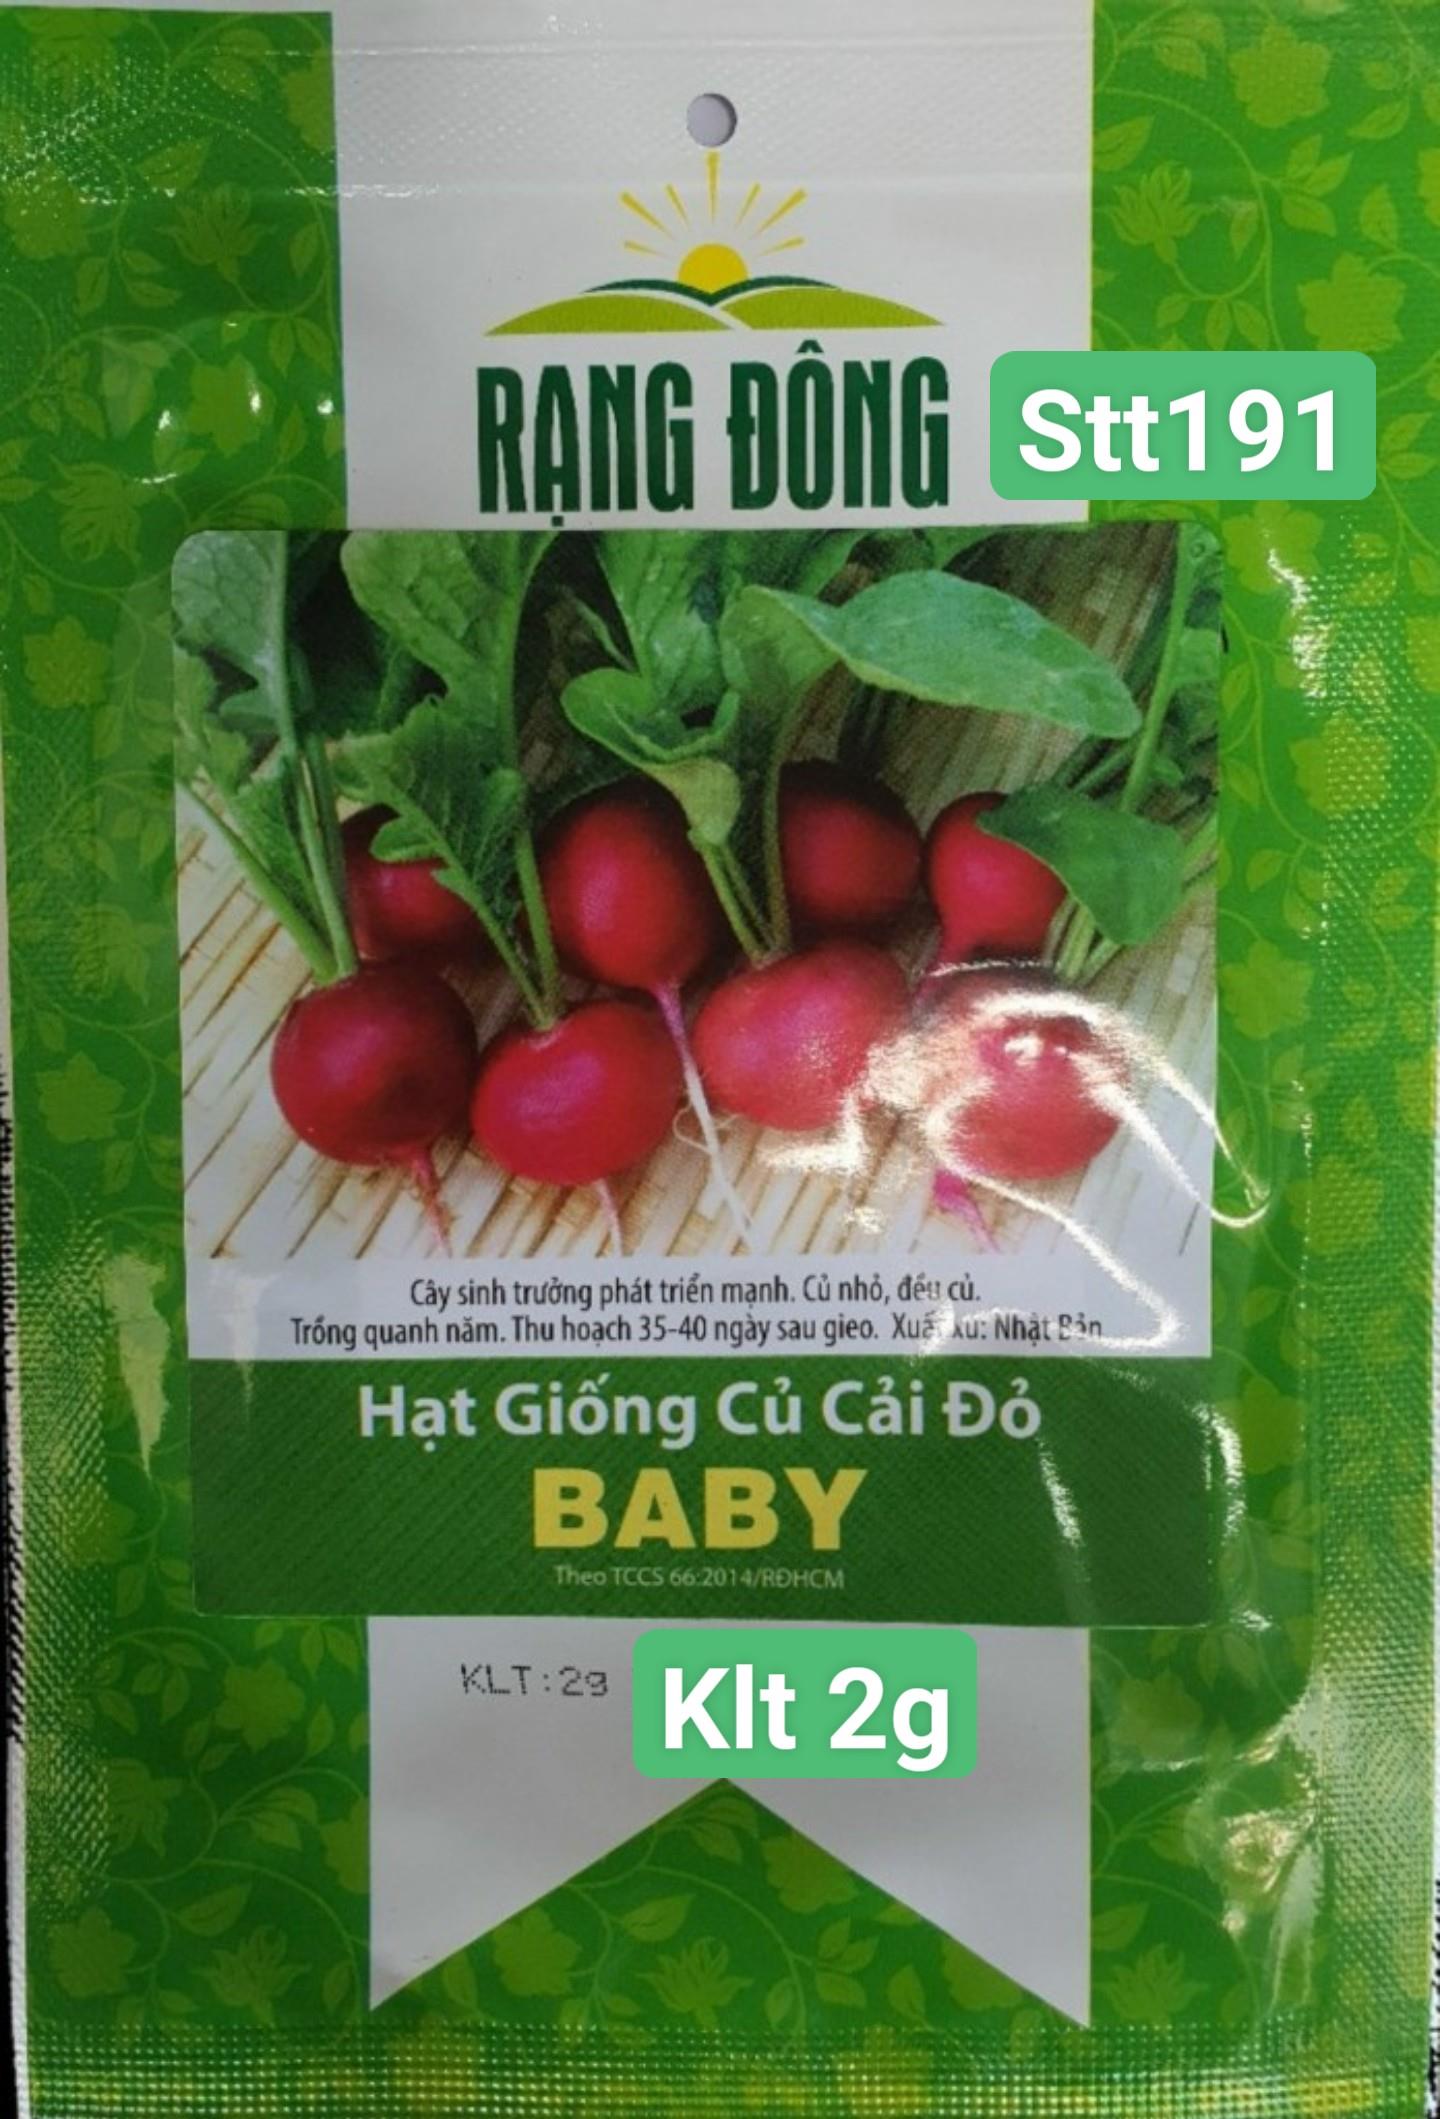 RẠNG ĐÔNG
Stt191
Cây sinh trưởng phát triển mạnh. Củ nhỏ, đều củ.
Trồng quanh năm. Thu hoạch 35-40 ngày sau gieo. Xuất xứ: Nhật Bản
Hạt Giống Củ Cải Đỏ
BABY
Theo TCCS 66:2014/RĐHCM
KLT:2g
Klt 2g